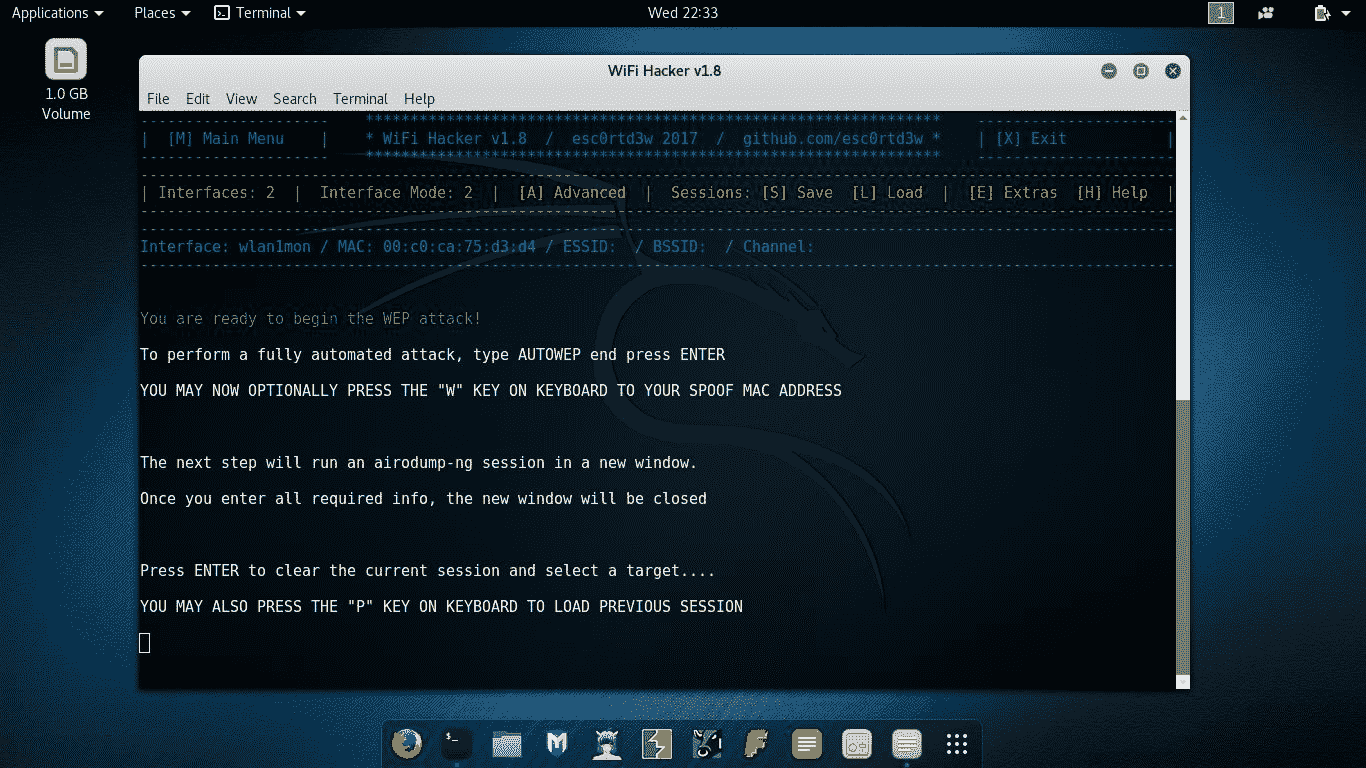 Applications Places Terminal Wed 22:33 1
1.0 GB
Volume
WiFi Hacker v1.8
File Edit View Search Terminal Help
--------------------- **************************************************************** ----------------------
| [M] Main Menu | * WiFi Hacker v1.8 / esc0rtd3w 2017 / github.com/esc0rtd3w * | [X] Exit |
--------------------- **************************************************************** ----------------------
-------------------------------------------------------------------------------------------------------------------
| Interfaces: 2 | Interface Mode: 2 | [A] Advanced | Sessions: [S] Save [L] Load | [E] Extras [H] Help |
-------------------------------------------------------------------------------------------------------------------
-------------------------------------------------------------------------------------------------------------------
Interface: wlan1mon / MAC: 00:c0:ca:75:d3:d4 / ESSID: / BSSID: / Channel:
-------------------------------------------------------------------------------------------------------------------
You are ready to begin the WEP attack!
To perform a fully automated attack, type AUTOWEP end press ENTER
YOU MAY NOW OPTIONALLY PRESS THE "W" KEY ON KEYBOARD TO YOUR SPOOF MAC ADDRESS
The next step will run an airodump-ng session in a new window.
Once you enter all required info, the new window will be closed
Press ENTER to clear the current session and select a target....
YOU MAY ALSO PRESS THE "P" KEY ON KEYBOARD TO LOAD PREVIOUS SESSION